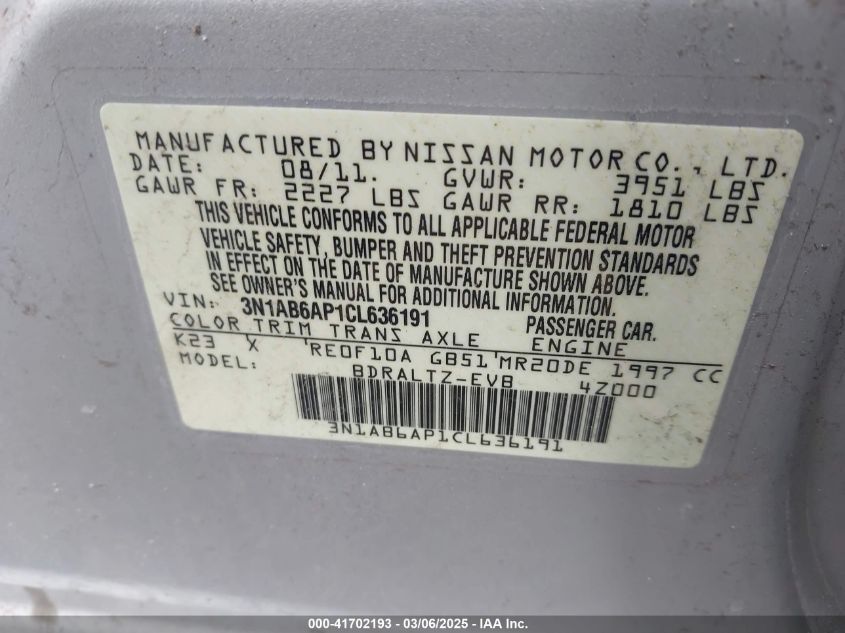 MANUFACTURED BY NISSAN MOTOR CO., LTD.
DATE: 08/11. GVWR: 3951 LBS
GAWR FR: 2227 LBS GAWR RR: 1810 LBS
THIS VEHICLE CONFORMS TO ALL APPLICABLE FEDERAL MOTOR
VEHICLE SAFETY, BUMPER AND THEFT PREVENTION STANDARDS
IN EFFECT ON THE DATE OF MANUFACTURE SHOWN ABOVE.
SEE OWNER'S MANUAL FOR ADDITIONAL INFORMATION.
VIN: 3N1AB6AP1CL636191 PASSENGER CAR.
COLOR TRIM TRANS AXLE ENGINE
K23 X RE0F10A GB51 MR20DE 1997 CC
MODEL: BDRALTZ-EVB 4Z000
3N1AB6AP1CL636191
000-41702193 - 03/06/2025 - IAA Inc.